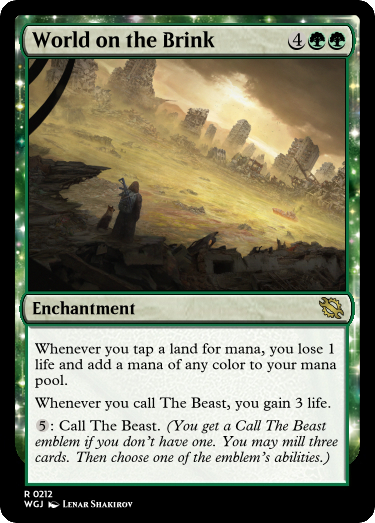 World on the Brink 4
Enchantment
Whenever you tap a land for mana, you lose 1
life and add a mana of any color to your mana
pool.
Whenever you call The Beast, you gain 3 life.
5: Call The Beast. (You get a Call The Beast
emblem if you don't have one. You may mill three
cards. Then choose one of the emblem's abilities.)
R 0212
WGJ Lenar Shakirov